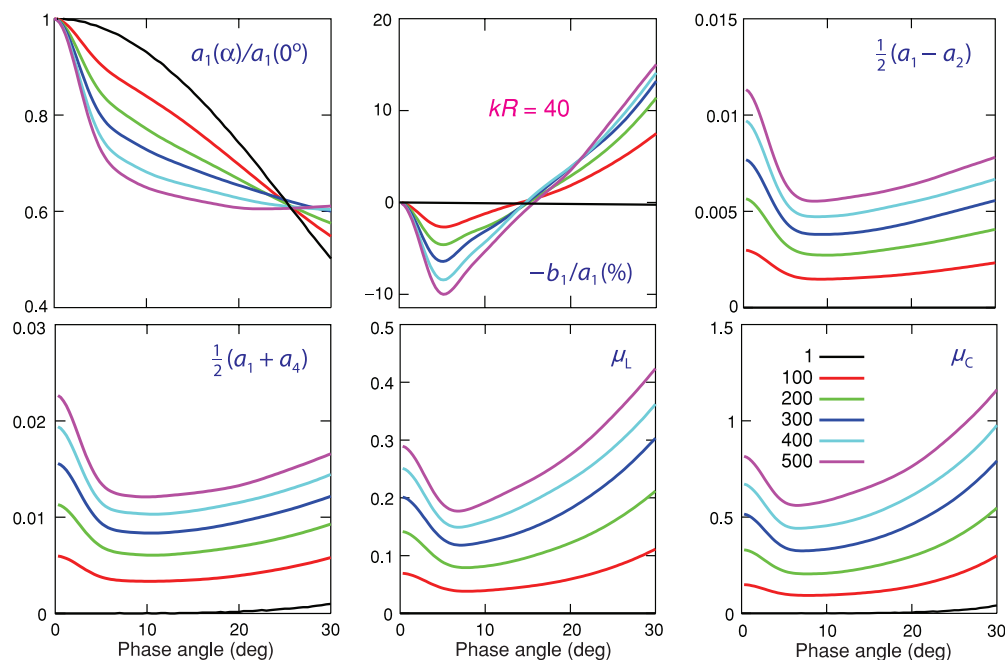 1
0.8
0.6
0.4
a₁(α)/a₁(0°)
20
10
0
−10
kR = 40
−b₁/a₁(%)
0.015
0.01
0.005
0
½(a₁ − a₂)
0.03
0.02
0.01
0
½(a₁ + a₄)
0 10 20 30
Phase angle (deg)
0.5
0.4
0.3
0.2
0.1
0
μL
0 10 20 30
Phase angle (deg)
1.5
1
0.5
0
μC
1
100
200
300
400
500
0 10 20 30
Phase angle (deg)